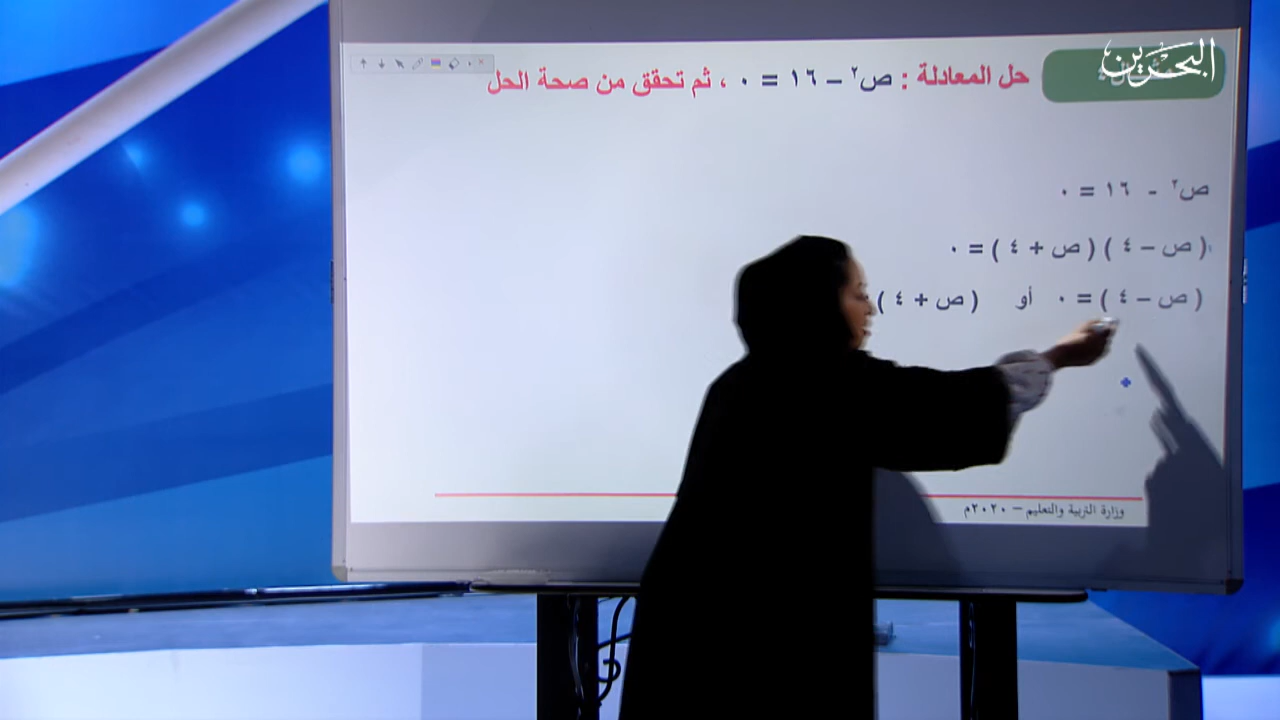 البحرين
حل المعادلة : ص٢ – ١٦ = ٠ ، ثم تحقق من صحة الحل
ص٢ - ١٦ = ٠
( ص – ٤ ) ( ص + ٤ ) = ٠
( ص – ٤ ) = ٠ أو ( ص + ٤ )
وزارة التربية والتعليم – ٢٠٢٠م